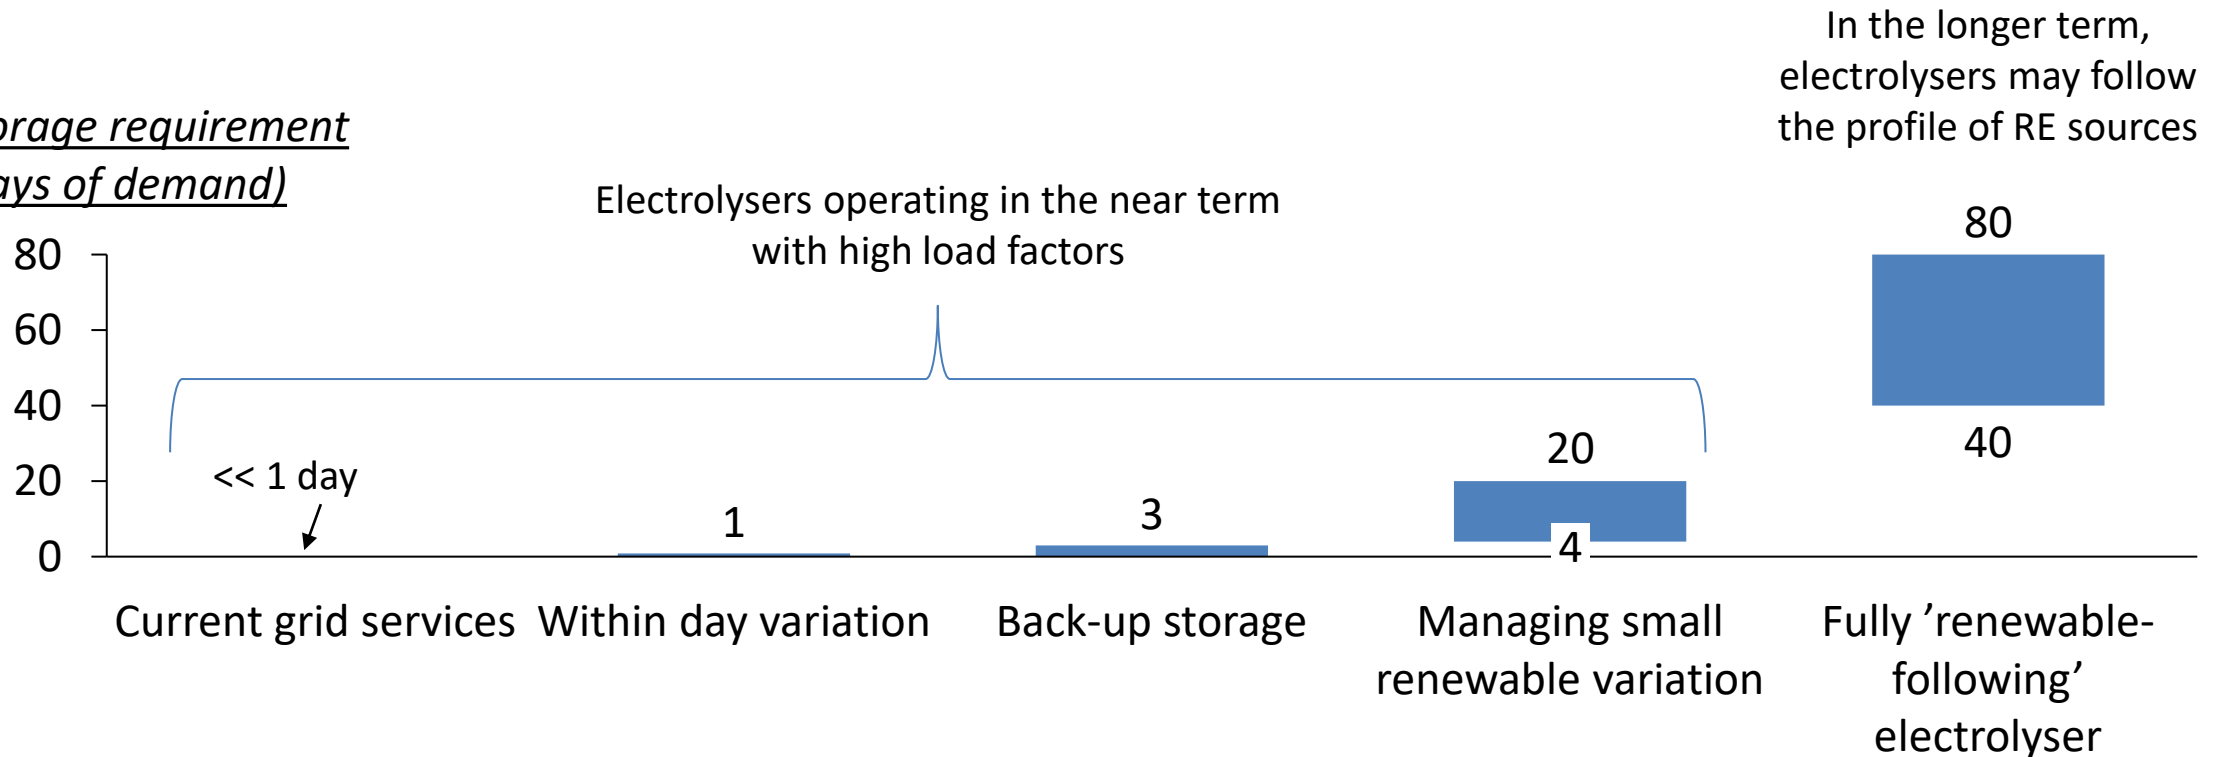 In the longer term,
electrolysers may follow
the profile of RE sources
orage requirement
ays of demand)
Electrolysers operating in the near term
with high load factors
80
80
60
40
20
0
<< 1 day
1
3
20
4
40
Current grid services
Within day variation
Back-up storage
Managing small
renewable variation
Fully ’renewable-
following’
electrolyser